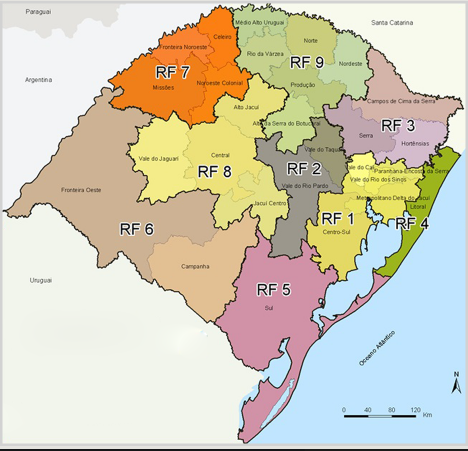 Paraguai
Santa Catarina
Médio Alto Uruguai
Celeiro
Norte
Fronteira Noroeste
Rio da Várzea
RF 9
Nordeste
RF 7
Noroeste Colonial
Produção
Missões
Argentina
Campos de Cima da Serra
Alto Jacuí
Alto da Serra do Botucaraí
RF 3
Serra
Hortênsias
Vale do Taquari
Vale do Jaguari
Central
RF 8
RF 2
Vale do Caí
Paranhana-Encosta da Serra
Vale do Rio dos Sinos
Vale do Rio Pardo
Fronteira Oeste
Metropolitano Delta do Jacuí
Jacuí Centro
Litoral
RF 1
RF 4
RF 6
Centro-Sul
Campanha
Uruguai
RF 5
Sul
Oceano Atlântico
N
0 40 80 120
Km